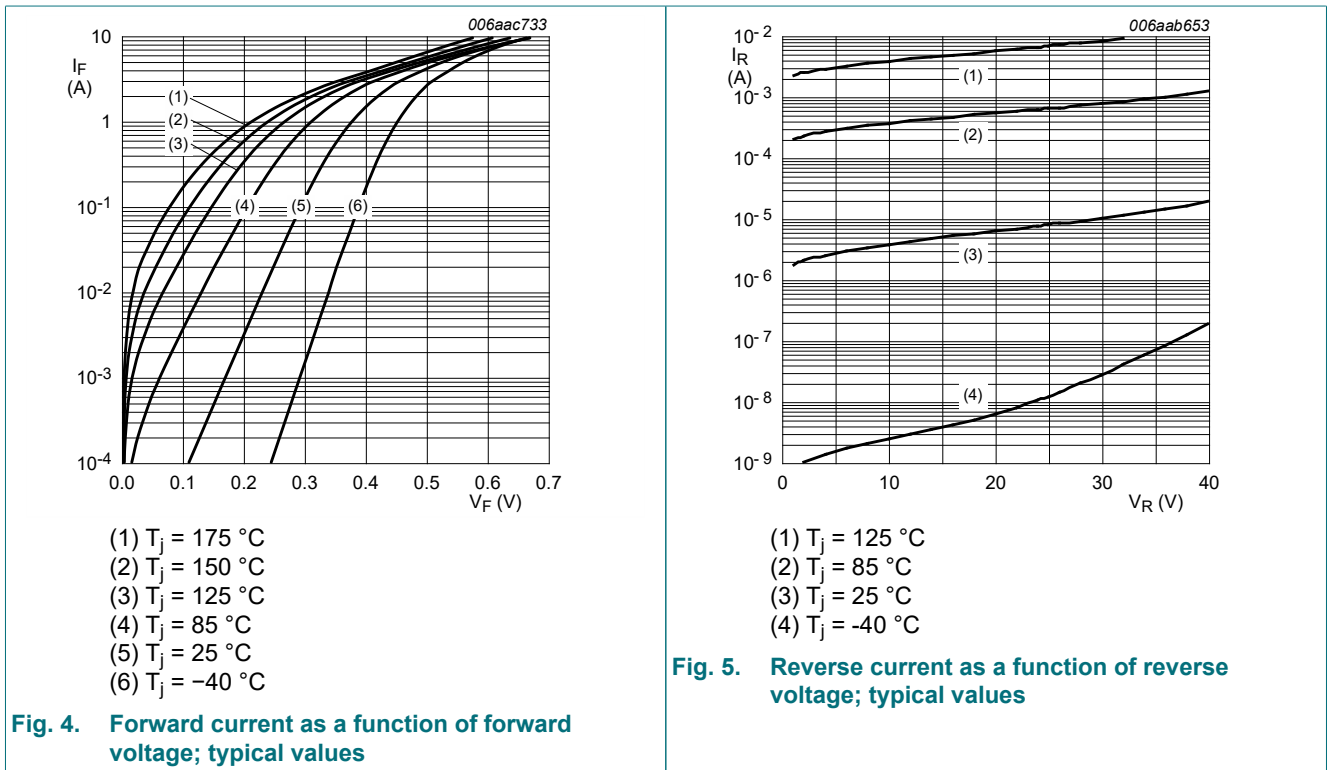 006aac733
10
I_F
(A)
1
10^-1
10^-2
10^-3
10^-4
(1)
(2)
(3)
(4)
(5)
(6)
0.0 0.1 0.2 0.3 0.4 0.5 0.6 0.7
V_F (V)
(1) T_j = 175 °C
(2) T_j = 150 °C
(3) T_j = 125 °C
(4) T_j = 85 °C
(5) T_j = 25 °C
(6) T_j = −40 °C
Fig. 4. Forward current as a function of forward
voltage; typical values
006aab653
10^-2
I_R
(A)
10^-3
10^-4
10^-5
10^-6
10^-7
10^-8
10^-9
(1)
(2)
(3)
(4)
0 10 20 30 40
V_R (V)
(1) T_j = 125 °C
(2) T_j = 85 °C
(3) T_j = 25 °C
(4) T_j = -40 °C
Fig. 5. Reverse current as a function of reverse
voltage; typical values